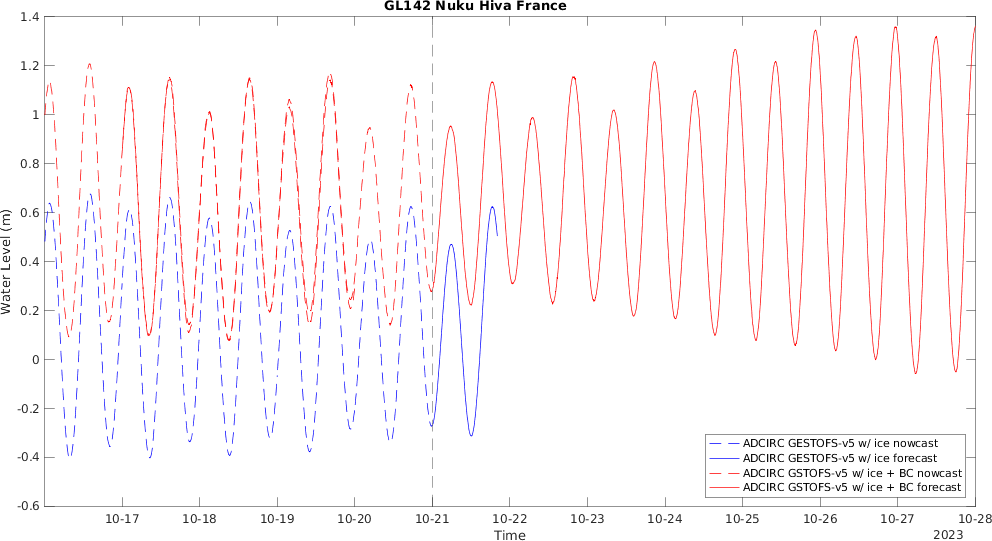 GL142 Nuku Hiva France
1.4
1.2
1
0.8
0.6
0.4
0.2
0
-0.2
-0.4
-0.6
Water Level (m)
ADCIRC GESTOFS-v5 w/ ice nowcast
ADCIRC GESTOFS-v5 w/ ice forecast
ADCIRC GSTOFS-v5 w/ ice + BC nowcast
ADCIRC GSTOFS-v5 w/ ice + BC forecast
10-17 10-18 10-19 10-20 10-21 10-22 10-23 10-24 10-25 10-26 10-27 10-28
Time
2023